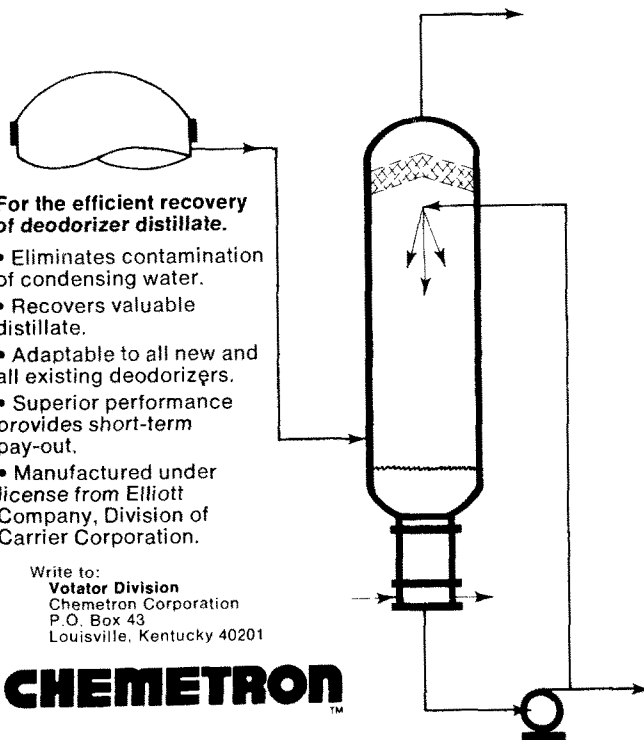 For the efficient recovery
of deodorizer distillate.
• Eliminates contamination
of condensing water.
• Recovers valuable
distillate.
• Adaptable to all new and
all existing deodorizers.
• Superior performance
provides short-term
pay-out.
• Manufactured under
license from Elliott
Company, Division of
Carrier Corporation.
Write to:
Votator Division
Chemetron Corporation
P.O. Box 43
Louisville, Kentucky 40201
CHEMETRON
TM